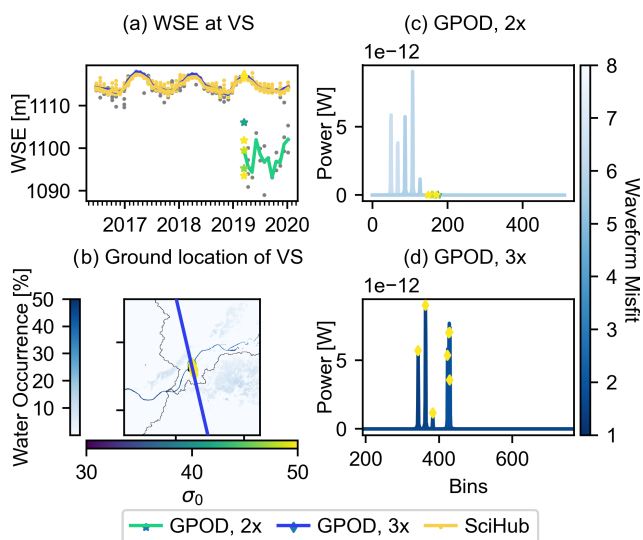 (a) WSE at VS
(c) GPOD, 2x
1e−12
WSE [m]
1110
1100
1090
2017
2018
2019
2020
Power [W]
5
0
0
200
400
8
7
6
5
4
3
2
1
Waveform Misfit
(b) Ground location of VS
(d) GPOD, 3x
1e−12
Water Occurrence [%]
50
40
30
20
10
Power [W]
5
0
200
400
600
Bins
30
40
50
σ0
GPOD, 2x
GPOD, 3x
SciHub